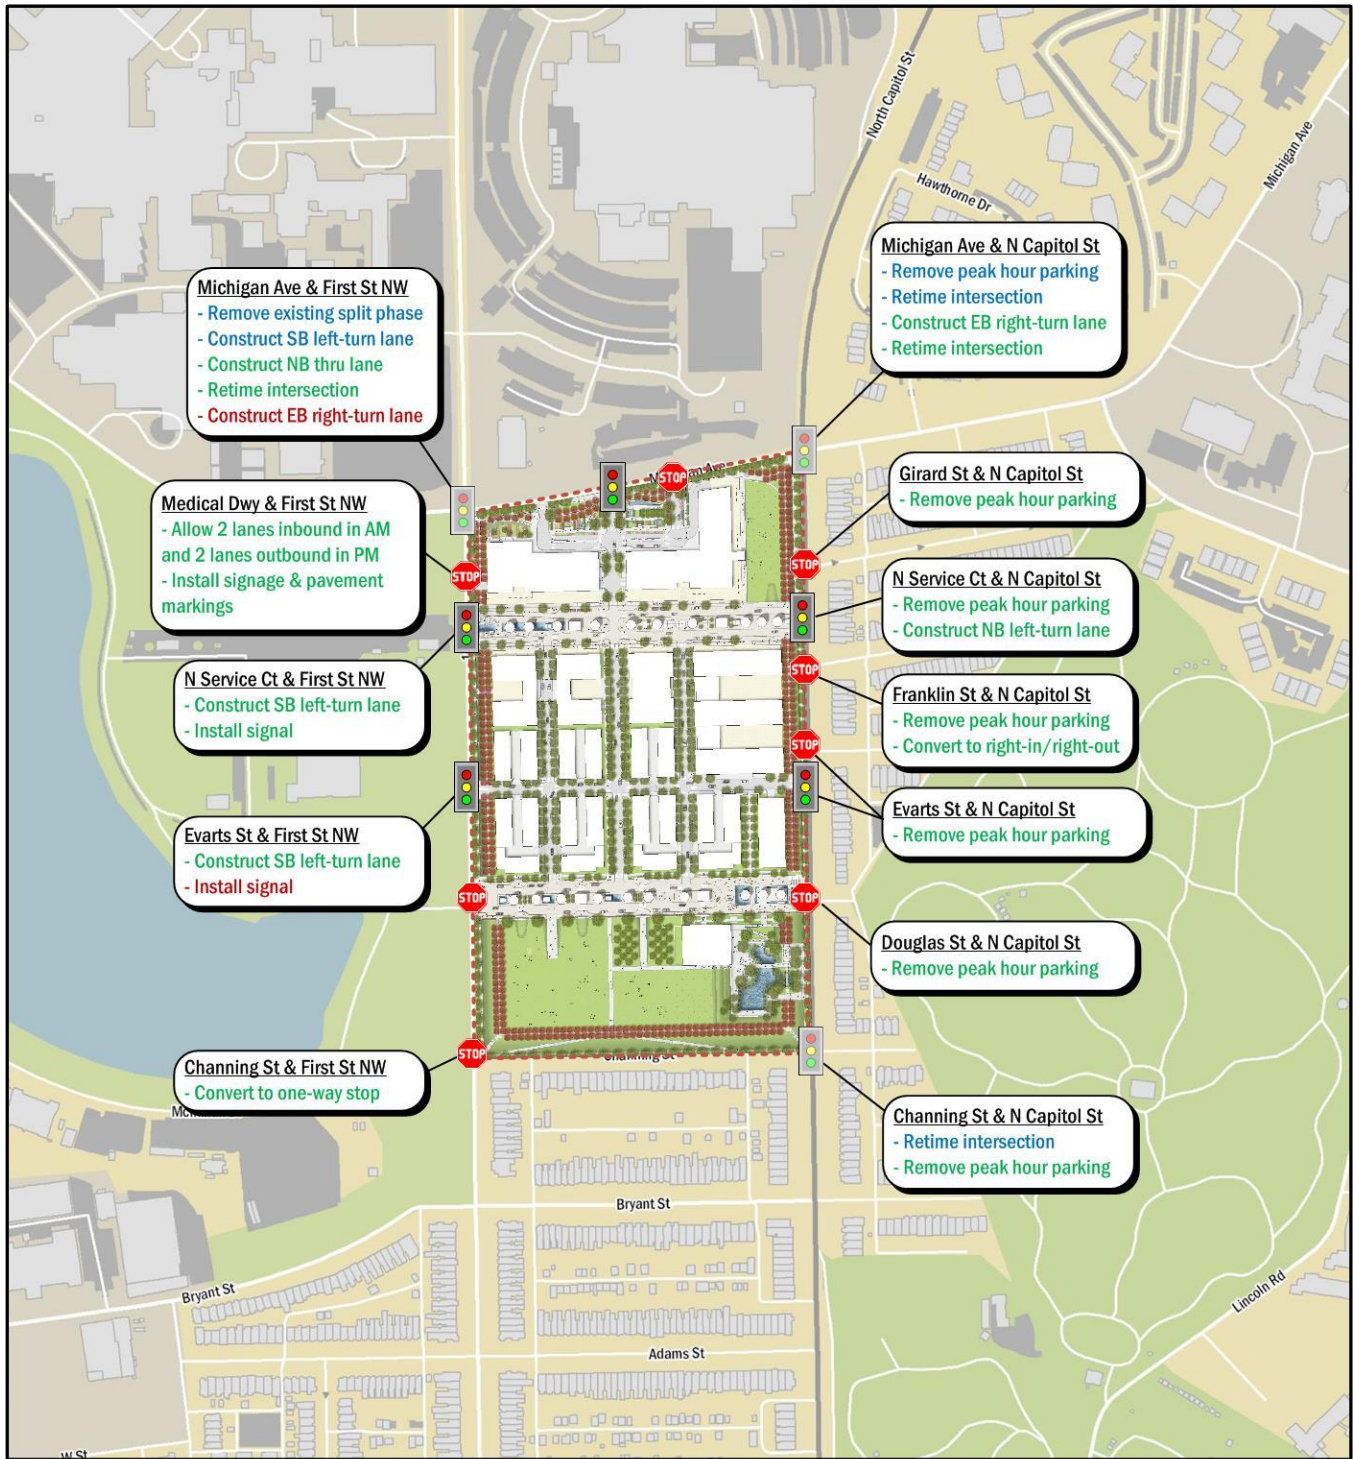 North Capitol St
Michigan Ave
Hawthorne Dr
Michigan Ave & N Capitol St
- Remove peak hour parking
- Retime intersection
- Construct EB right-turn lane
- Retime intersection
Michigan Ave & First St NW
- Remove existing split phase
- Construct SB left-turn lane
- Construct NB thru lane
- Retime intersection
- Construct EB right-turn lane
Ave
STOP
Girard St & N Capitol St
- Remove peak hour parking
Medical Dwy & First St NW
- Allow 2 lanes inbound in AM
and 2 lanes outbound in PM
- Install signage & pavement
markings
STOP
STOP
N Service Ct & N Capitol St
- Remove peak hour parking
- Construct NB left-turn lane
N Service Ct & First St NW
- Construct SB left-turn lane
- Install signal
STOP
Franklin St & N Capitol St
- Remove peak hour parking
- Convert to right-in/right-out
STOP
Evarts St & N Capitol St
- Remove peak hour parking
Evarts St & First St NW
- Construct SB left-turn lane
- Install signal
STOP
STOP
Douglas St & N Capitol St
- Remove peak hour parking
STOP
Channing St
Channing St & First St NW
- Convert to one-way stop
Channing St & N Capitol St
- Retime intersection
- Remove peak hour parking
Bryant St
Bryant St
Lincoln Rd
Adams St
W St